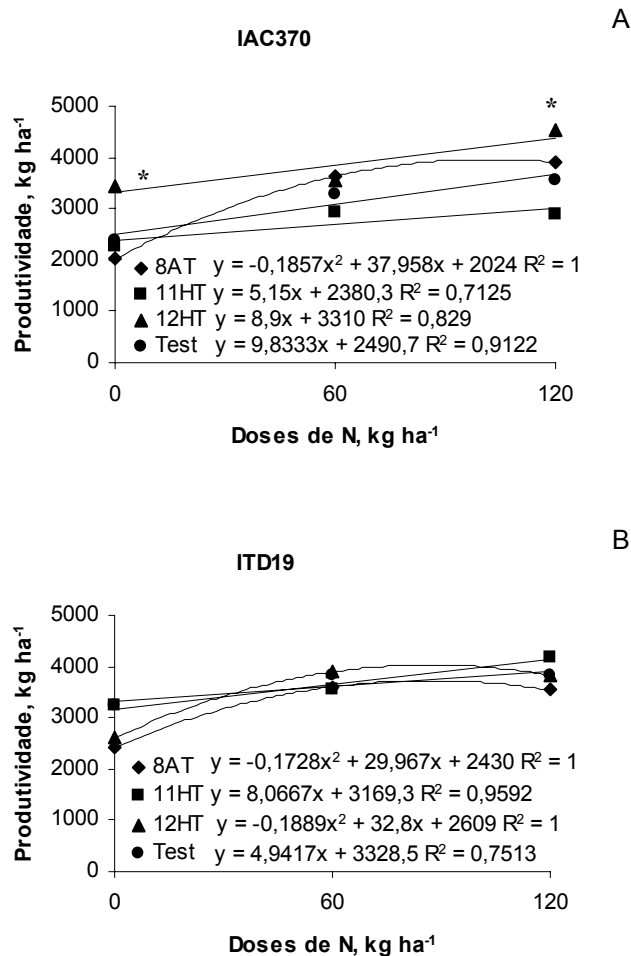 A
IAC370
*
*
5000
4000
3000
2000
1000
0
Produtividade, kg ha⁻¹
8AT y = -0,1857x² + 37,958x + 2024 R² = 1
11HT y = 5,15x + 2380,3 R² = 0,7125
12HT y = 8,9x + 3310 R² = 0,829
Test y = 9,8333x + 2490,7 R² = 0,9122
0 60 120
Doses de N, kg ha⁻¹
B
ITD19
5000
4000
3000
2000
1000
0
Produtividade, kg ha⁻¹
8AT y = -0,1728x² + 29,967x + 2430 R² = 1
11HT y = 8,0667x + 3169,3 R² = 0,9592
12HT y = -0,1889x² + 32,8x + 2609 R² = 1
Test y = 4,9417x + 3328,5 R² = 0,7513
0 60 120
Doses de N, kg ha⁻¹